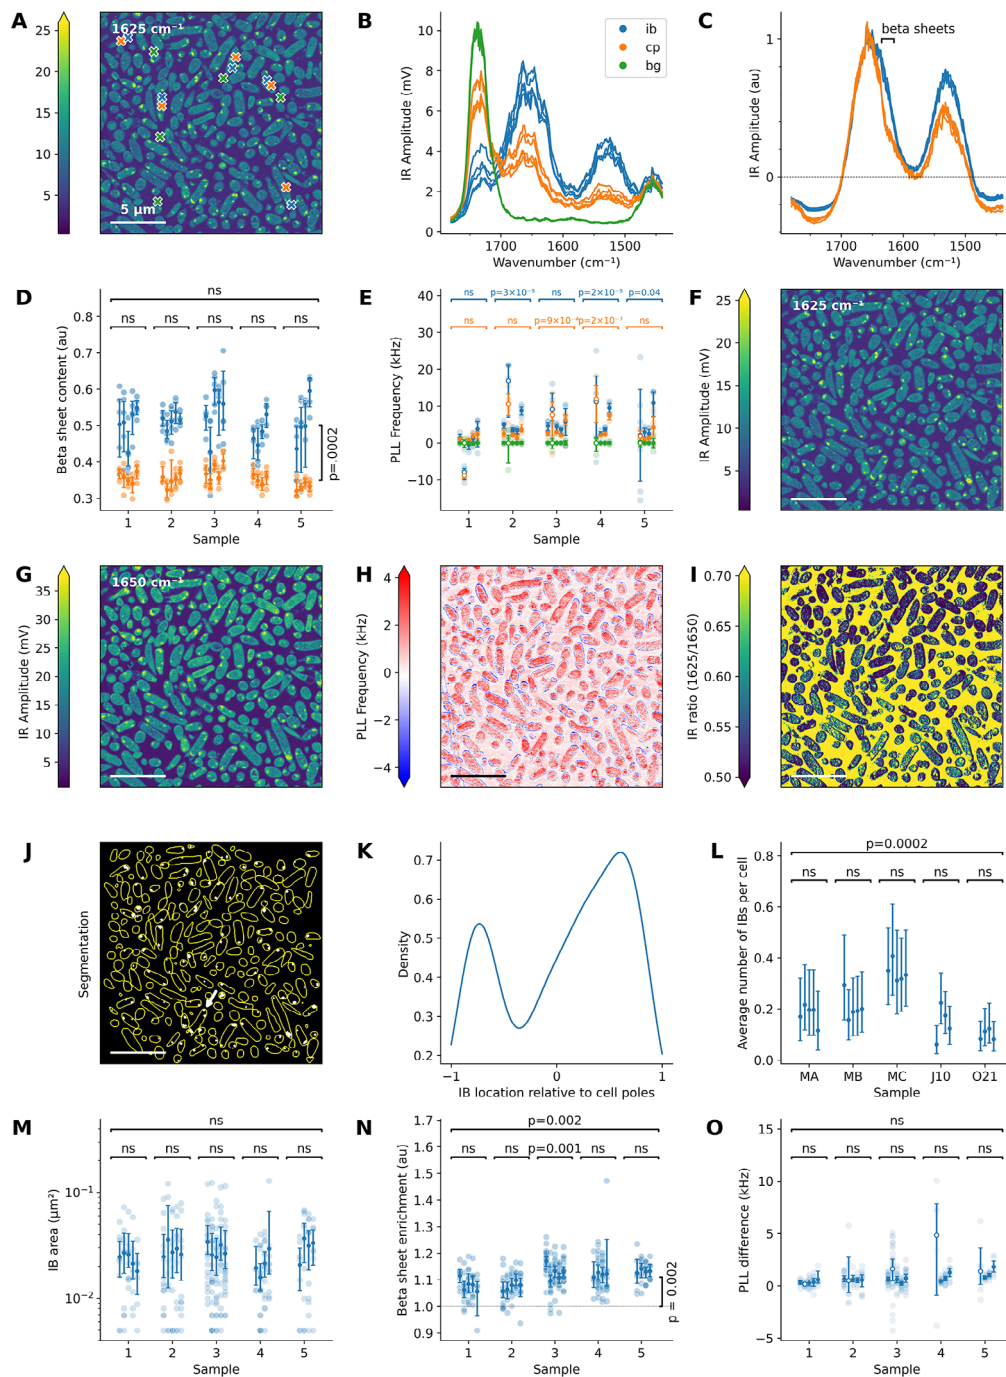 A
25
20
15
10
5
1625 cm⁻¹
5 μm
B
IR Amplitude (mV)
10
8
6
4
2
0
1700
1600
1500
Wavenumber (cm⁻¹)
ib
cp
bg
C
IR Amplitude (au)
1
0
beta sheets
1700
1600
1500
Wavenumber (cm⁻¹)
D
Beta sheet content (au)
0.8
0.7
0.6
0.5
0.4
0.3
ns
ns
ns
ns
ns
ns
p=.0002
1
2
3
4
5
Sample
E
PLL Frequency (kHz)
40
30
20
10
0
−10
ns
p=3×10⁻⁵
ns
p=2×10⁻⁵
p=0.04
ns
ns
p=9×10⁻⁴
p=2×10⁻⁷
ns
1
2
3
4
5
Sample
F
IR Amplitude (mV)
25
20
15
10
5
1625 cm⁻¹
G
IR Amplitude (mV)
35
30
25
20
15
10
5
1650 cm⁻¹
H
PLL Frequency (kHz)
4
2
0
−2
−4
I
IR ratio (1625/1650)
0.70
0.65
0.60
0.55
0.50
J
Segmentation
K
Density
0.7
0.6
0.5
0.4
0.3
0.2
−1
0
1
IB location relative to cell poles
L
Average number of IBs per cell
0.8
0.6
0.4
0.2
0.0
p=0.0002
ns
ns
ns
ns
ns
MA
MB
MC
J10
O21
Sample
M
IB area (μm²)
10⁻¹
10⁻²
ns
ns
ns
ns
ns
ns
1
2
3
4
5
Sample
N
Beta sheet enrichment (au)
1.7
1.6
1.5
1.4
1.3
1.2
1.1
1.0
0.9
p=0.002
ns
ns
p=0.001
ns
ns
p = 0.002
1
2
3
4
5
Sample
O
PLL difference (kHz)
15
10
5
0
−5
ns
ns
ns
ns
ns
ns
1
2
3
4
5
Sample